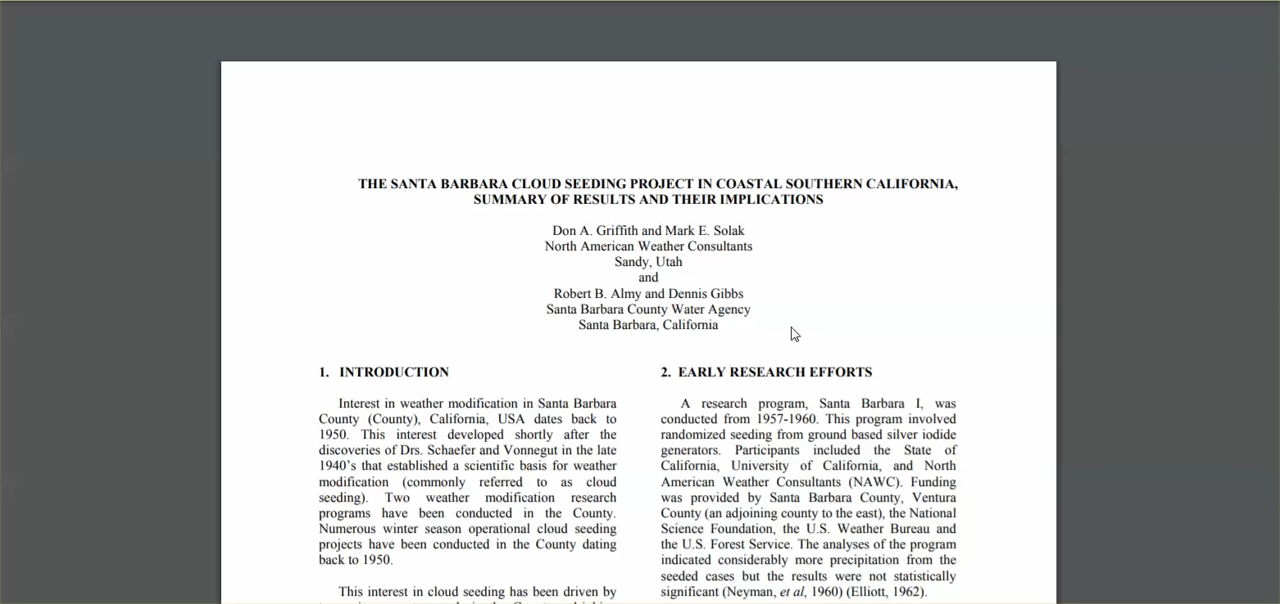 THE SANTA BARBARA CLOUD SEEDING PROJECT IN COASTAL SOUTHERN CALIFORNIA,
SUMMARY OF RESULTS AND THEIR IMPLICATIONS
Don A. Griffith and Mark E. Solak
North American Weather Consultants
Sandy, Utah
and
Robert B. Almy and Dennis Gibbs
Santa Barbara County Water Agency
Santa Barbara, California
1. INTRODUCTION
Interest in weather modification in Santa Barbara
County (County), California, USA dates back to
1950. This interest developed shortly after the
discoveries of Drs. Schaefer and Vonnegut in the late
1940’s that established a scientific basis for weather
modification (commonly referred to as cloud
seeding). Two weather modification research
programs have been conducted in the County.
Numerous winter season operational cloud seeding
projects have been conducted in the County dating
back to 1950.
This interest in cloud seeding has been driven by
2. EARLY RESEARCH EFFORTS
A research program, Santa Barbara I, was
conducted from 1957-1960. This program involved
randomized seeding from ground based silver iodide
generators. Participants included the State of
California, University of California, and North
American Weather Consultants (NAWC). Funding
was provided by Santa Barbara County, Ventura
County (an adjoining county to the east), the National
Science Foundation, the U.S. Weather Bureau and
the U.S. Forest Service. The analyses of the program
indicated considerably more precipitation from the
seeded cases but the results were not statistically
significant (Neyman, et al, 1960) (Elliott, 1962).